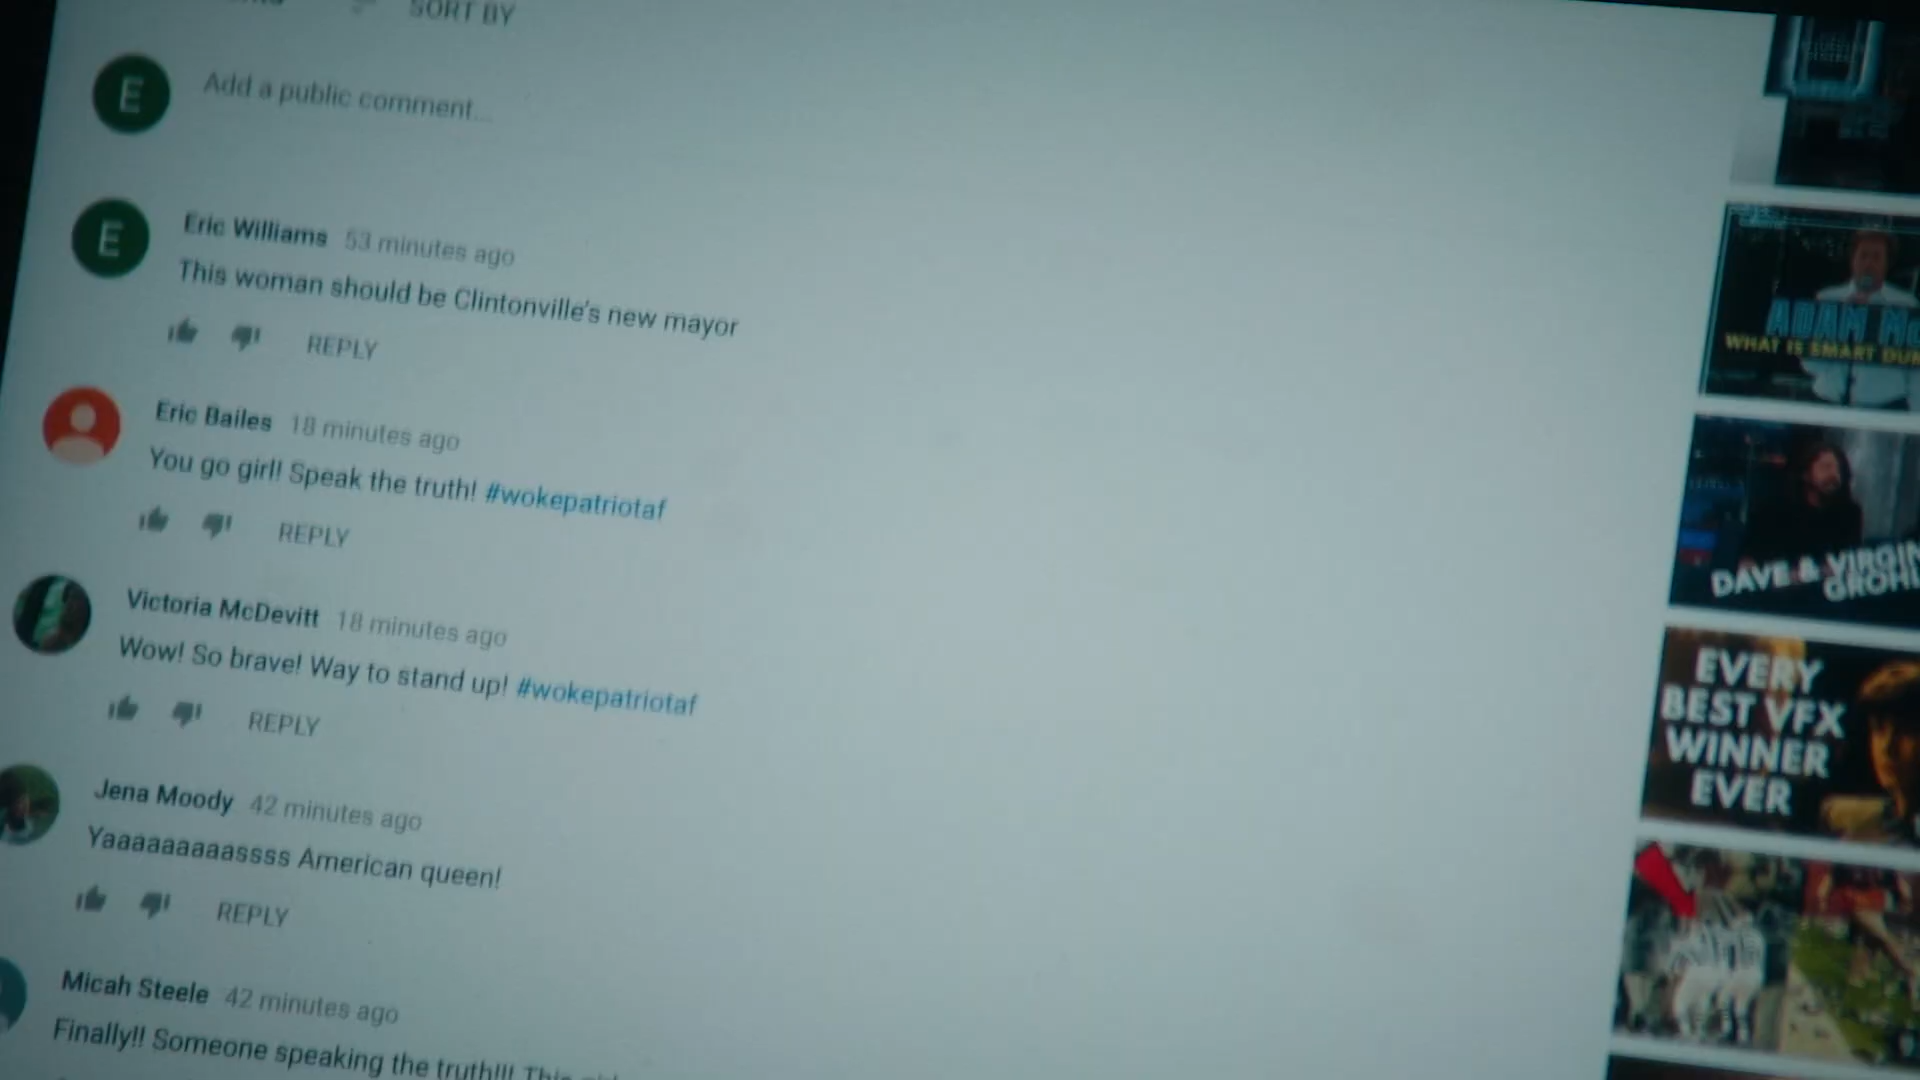 SORT BY
E
Add a public comment...
E
Eric Williams 53 minutes ago
This woman should be Clintonville's new mayor
REPLY
Eric Bailes 18 minutes ago
You go girl! Speak the truth! #wokepatriotaf
REPLY
Victoria McDevitt 18 minutes ago
Wow! So brave! Way to stand up! #wokepatriotaf
REPLY
Jena Moody 42 minutes ago
Yaaaaaaaaaassss American queen!
REPLY
Micah Steele 42 minutes ago
Finally!! Someone speaking the truth!!! This
ADAM
WHAT IS SMART
DAVE &
EVERY
BEST VFX
WINNER
EVER